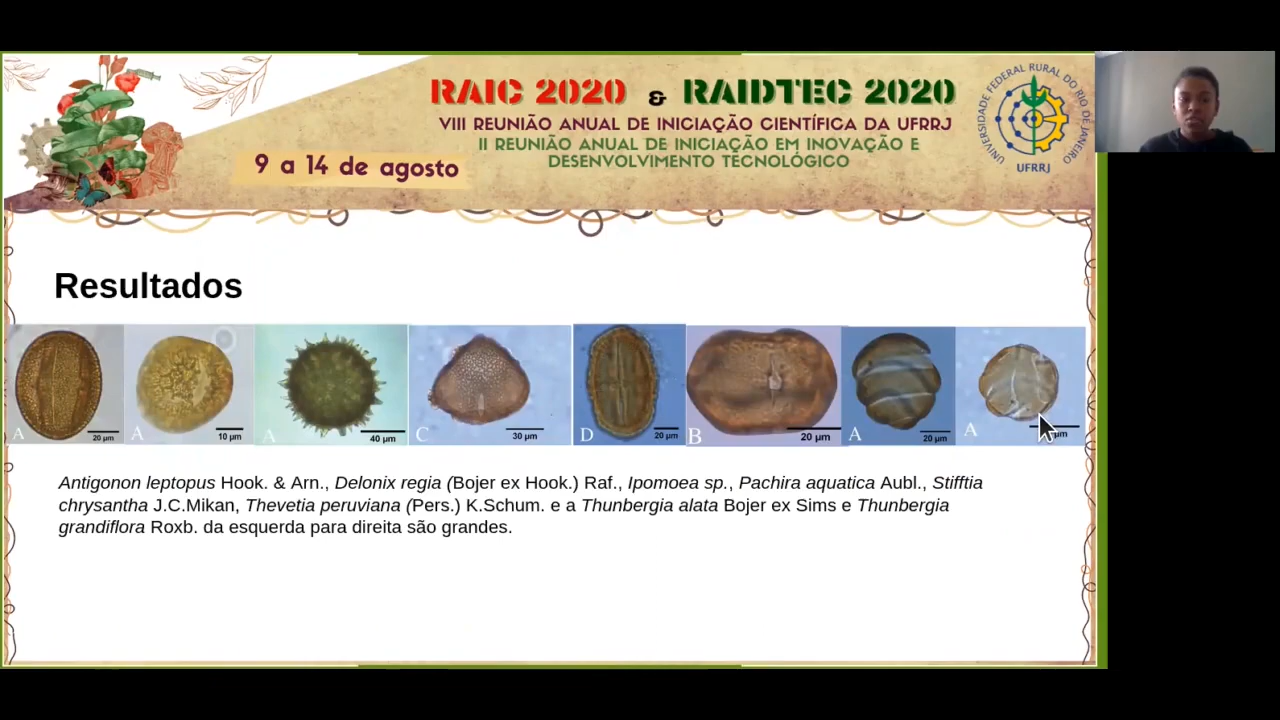 RAIC 2020 & RAIDTEC 2020
VIII REUNIÃO ANUAL DE INICIAÇÃO CIENTÍFICA DA UFRRJ
II REUNIÃO ANUAL DE INICIAÇÃO EM INOVAÇÃO E
DESENVOLVIMENTO TECNOLÓGICO
9 a 14 de agosto
UNIVERSIDADE FEDERAL RURAL DO RIO DE JANEIRO
UFRRJ
Resultados
A 20 µm
A 10 µm
A 40 µm
C 30 µm
D 20 µm
B 20 µm
A 20 µm
A µm
Antigonon leptopus Hook. & Arn., Delonix regia (Bojer ex Hook.) Raf., Ipomoea sp., Pachira aquatica Aubl., Stifftia
chrysantha J.C.Mikan, Thevetia peruviana (Pers.) K.Schum. e a Thunbergia alata Bojer ex Sims e Thunbergia
grandiflora Roxb. da esquerda para direita são grandes.